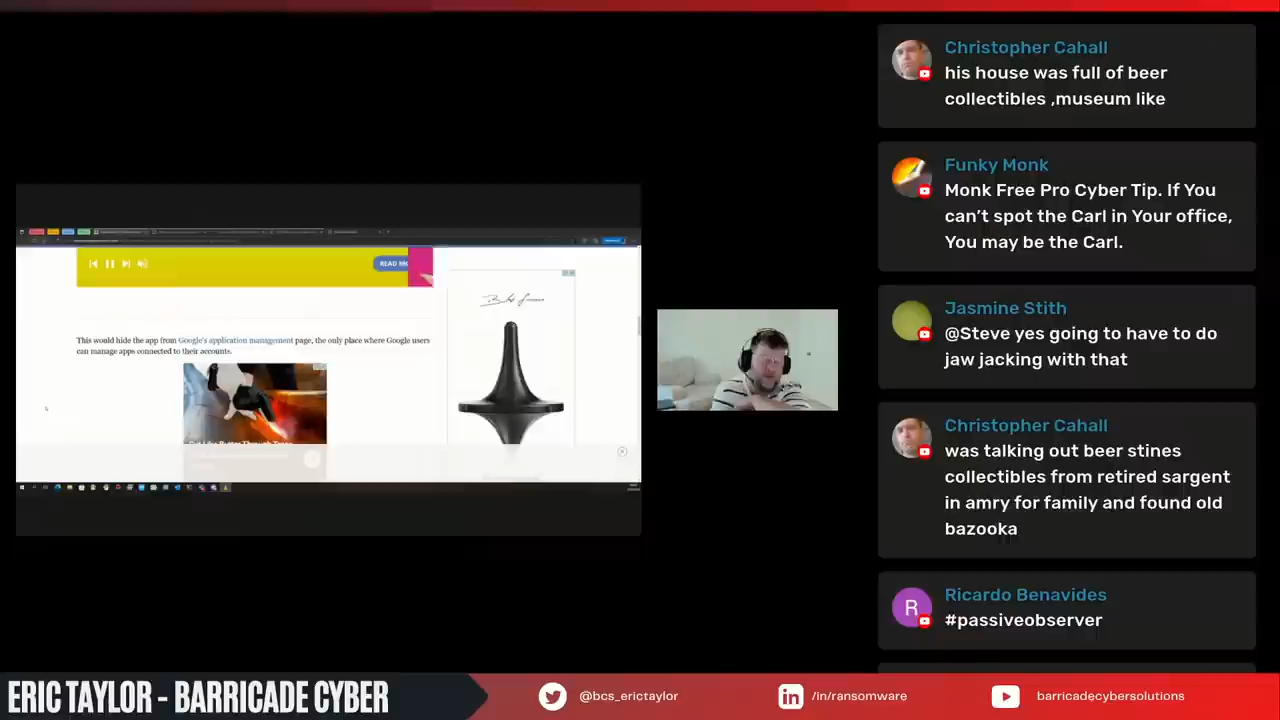 Christopher Cahall
his house was full of beer
collectibles ,museum like
Funky Monk
Monk Free Pro Cyber Tip. If You
can’t spot the Carl in Your office,
You may be the Carl.
Jasmine Stith
@Steve yes going to have to do
jaw jacking with that
Christopher Cahall
was talking out beer stines
collectibles from retired sargent
in amry for family and found old
bazooka
R
Ricardo Benavides
#passiveobserver
READ MO
This would hide the app from Google's application management page, the only place where Google users
can manage apps connected to their accounts.
ERIC TAYLOR - BARRICADE CYBER
@bcs_erictaylor
/in/ransomware
barricadecybersolutions